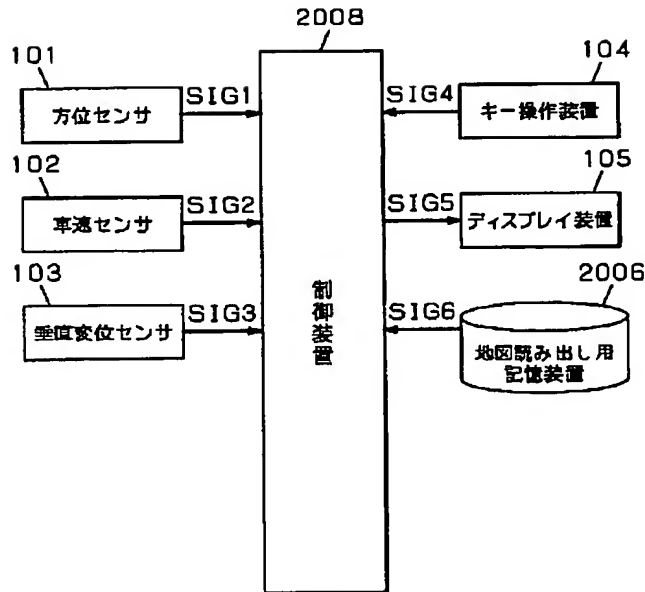 2008
101
方位センサ
SIG1
102
車速センサ
SIG2
103
垂直変位センサ
SIG3
制御装置
104
SIG4
キー操作装置
105
SIG5
ディスプレイ装置
2006
SIG6
地図読み出し用
記憶装置